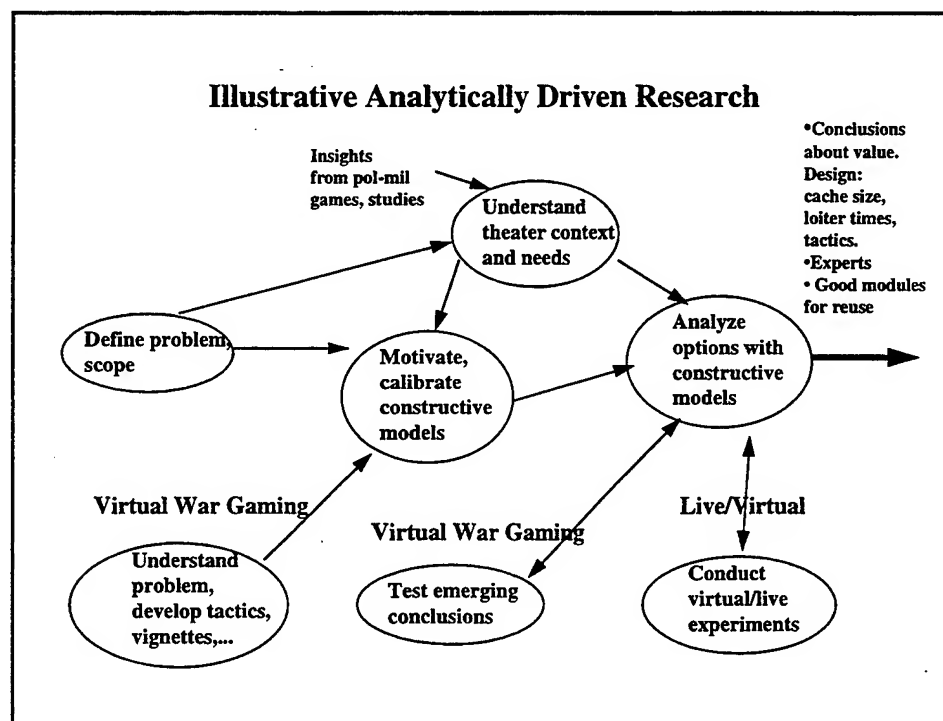 Illustrative Analytically Driven Research
•Conclusions
about value.
Design:
cache size,
loiter times,
tactics.
•Experts
• Good modules
for reuse
Insights
from pol-mil
games, studies
Understand
theater context
and needs
Define problem,
scope
Motivate,
calibrate
constructive
models
Analyze
options with
constructive
models
Virtual War Gaming
Understand
problem,
develop tactics,
vignettes,...
Virtual War Gaming
Test emerging
conclusions
Live/Virtual
Conduct
virtual/live
experiments